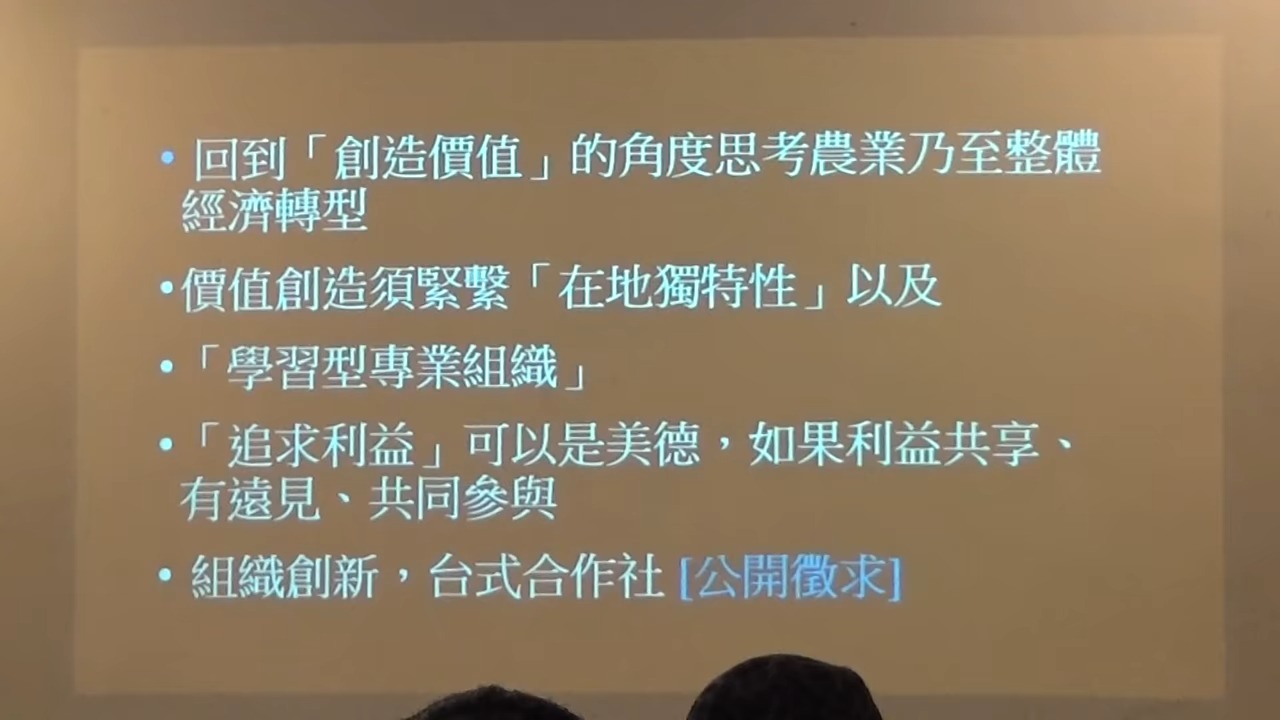 • 回到「創造價值」的角度思考農業乃至整體
經濟轉型
•價值創造須緊繫「在地獨特性」以及
•「學習型專業組織」
•「追求利益」可以是美德，如果利益共享、
有遠見、共同參與
• 組織創新，台式合作社 [公開徵求]